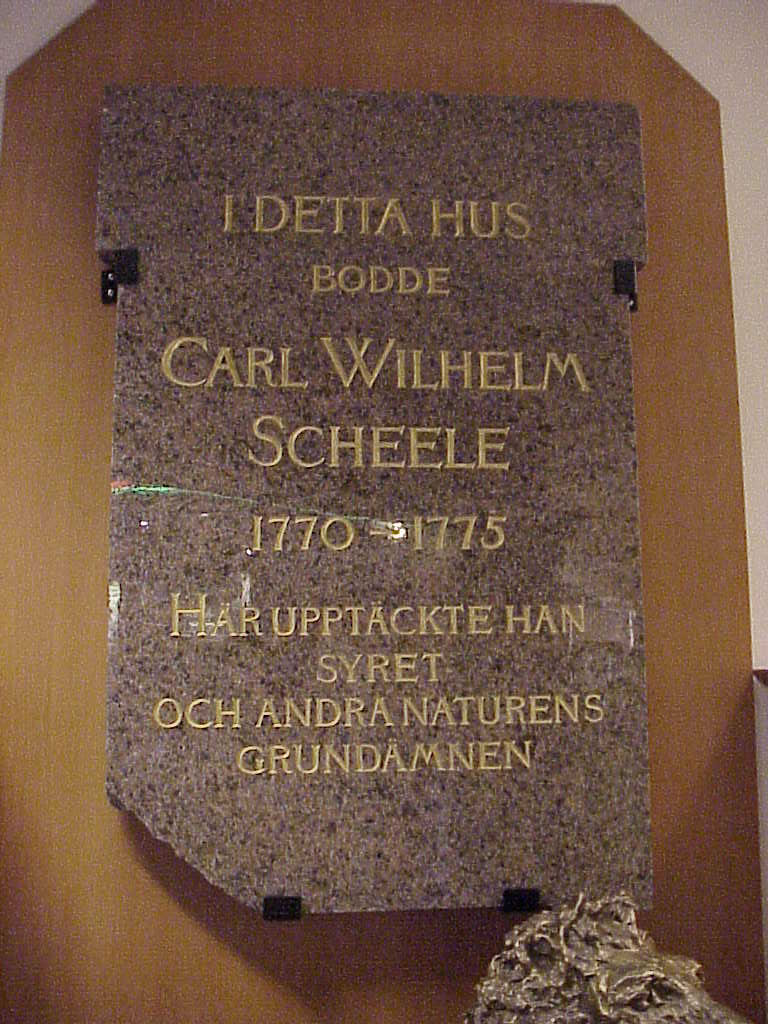 I DETTA HUS
BODDE
CARL WILHELM
SCHEELE
1770 - 1775
HÄR UPPTÄCKTE HAN
SYRET
OCH ANDRA NATURENS
GRUNDÄMNEN